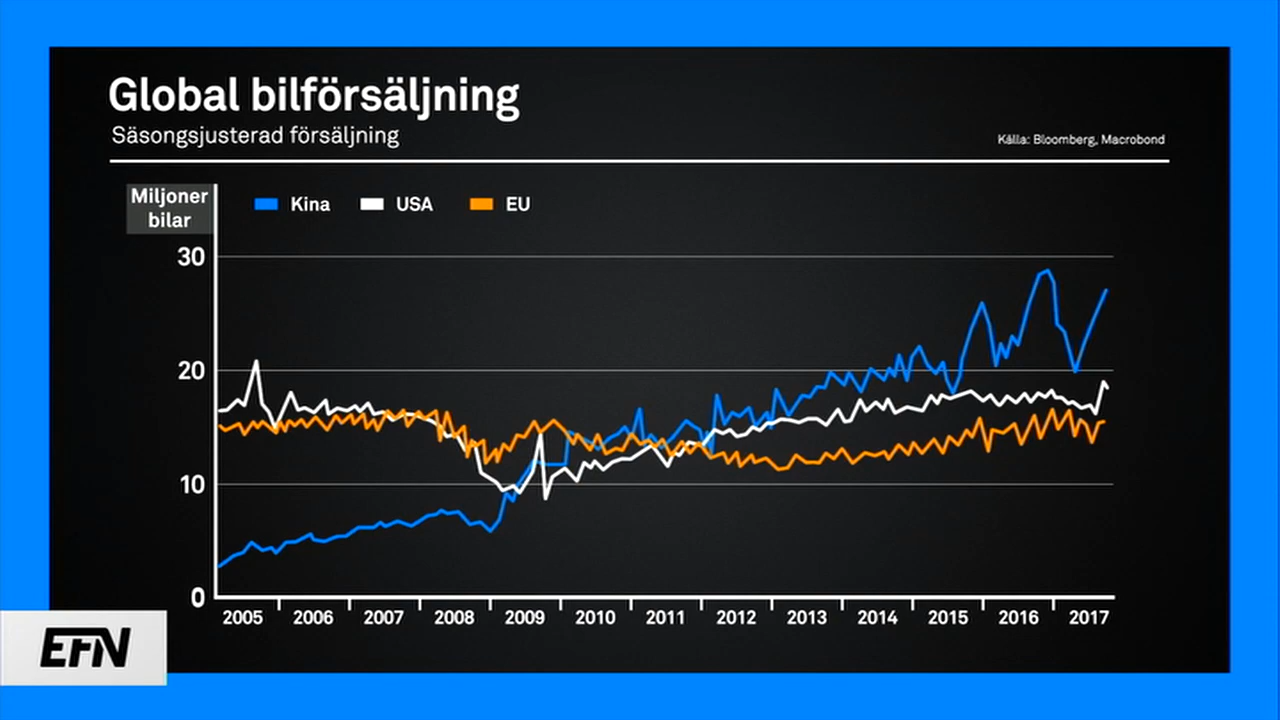 Global bilförsäljning
Säsongsjusterad försäljning
Källa: Bloomberg, Macrobond
Miljoner
bilar
Kina
USA
EU
30
20
10
0
2005 2006 2007 2008 2009 2010 2011 2012 2013 2014 2015 2016 2017
EFN